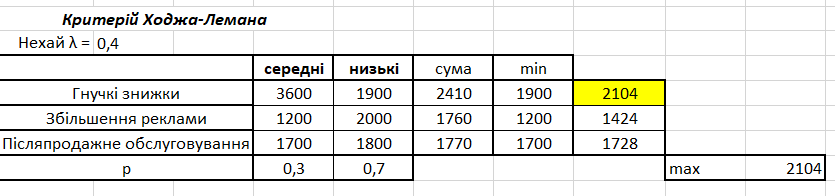 Критерій Ходжа-Лемана
Нехай λ = 0,4
середні низькі сума min
Гнучкі знижки 3600 1900 2410 1900 2104
Збільшення реклами 1200 2000 1760 1200 1424
Післяпродажне обслуговування 1700 1800 1770 1700 1728
p 0,3 0,7 max 2104